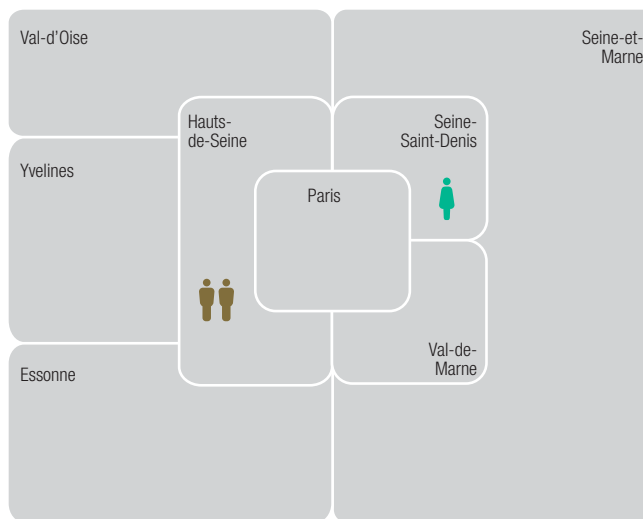 Val-d'Oise
Seine-et-
Marne
Hauts-
de-Seine
Seine-
Saint-Denis
Yvelines
Paris
Val-de-
Marne
Essonne